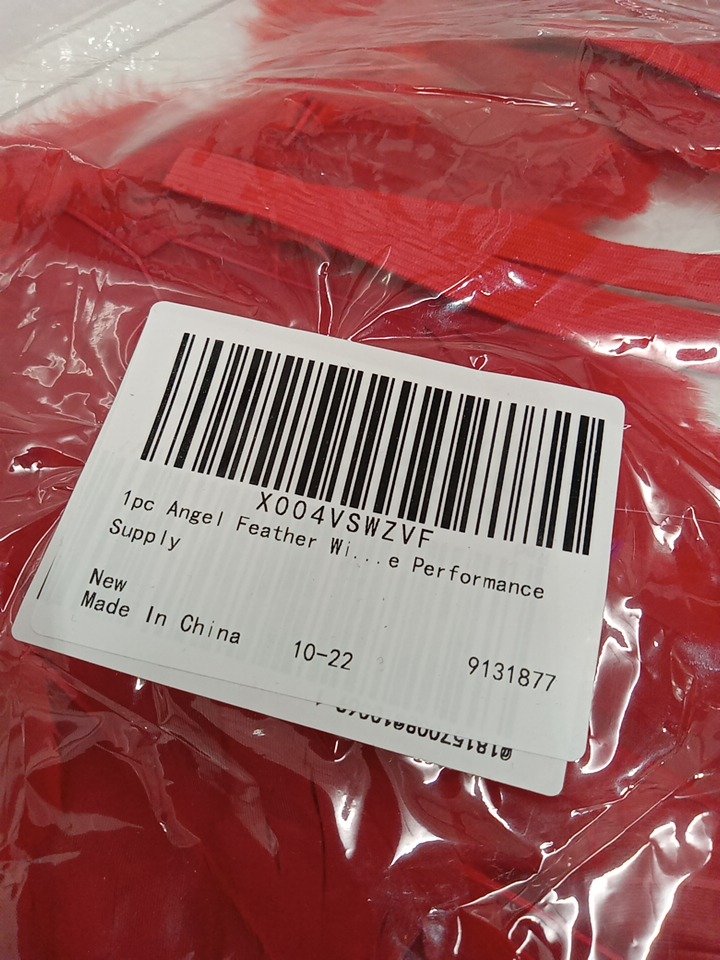 X004VSWZVF
1pc Angel Feather Wi...e Performance
Supply
New
Made In China
10-22
9131877